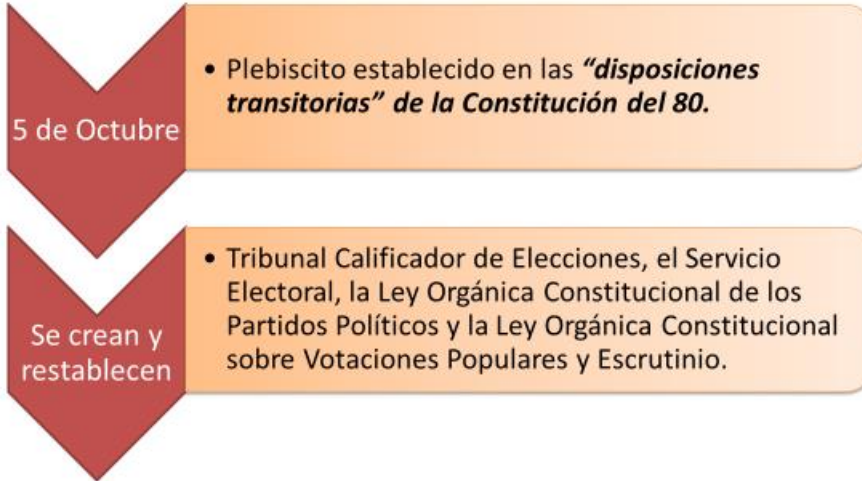 5 de Octubre
• Plebiscito establecido en las “disposiciones
transitorias” de la Constitución del 80.
Se crean y
restablecen
• Tribunal Calificador de Elecciones, el Servicio
Electoral, la Ley Orgánica Constitucional de los
Partidos Políticos y la Ley Orgánica Constitucional
sobre Votaciones Populares y Escrutinio.